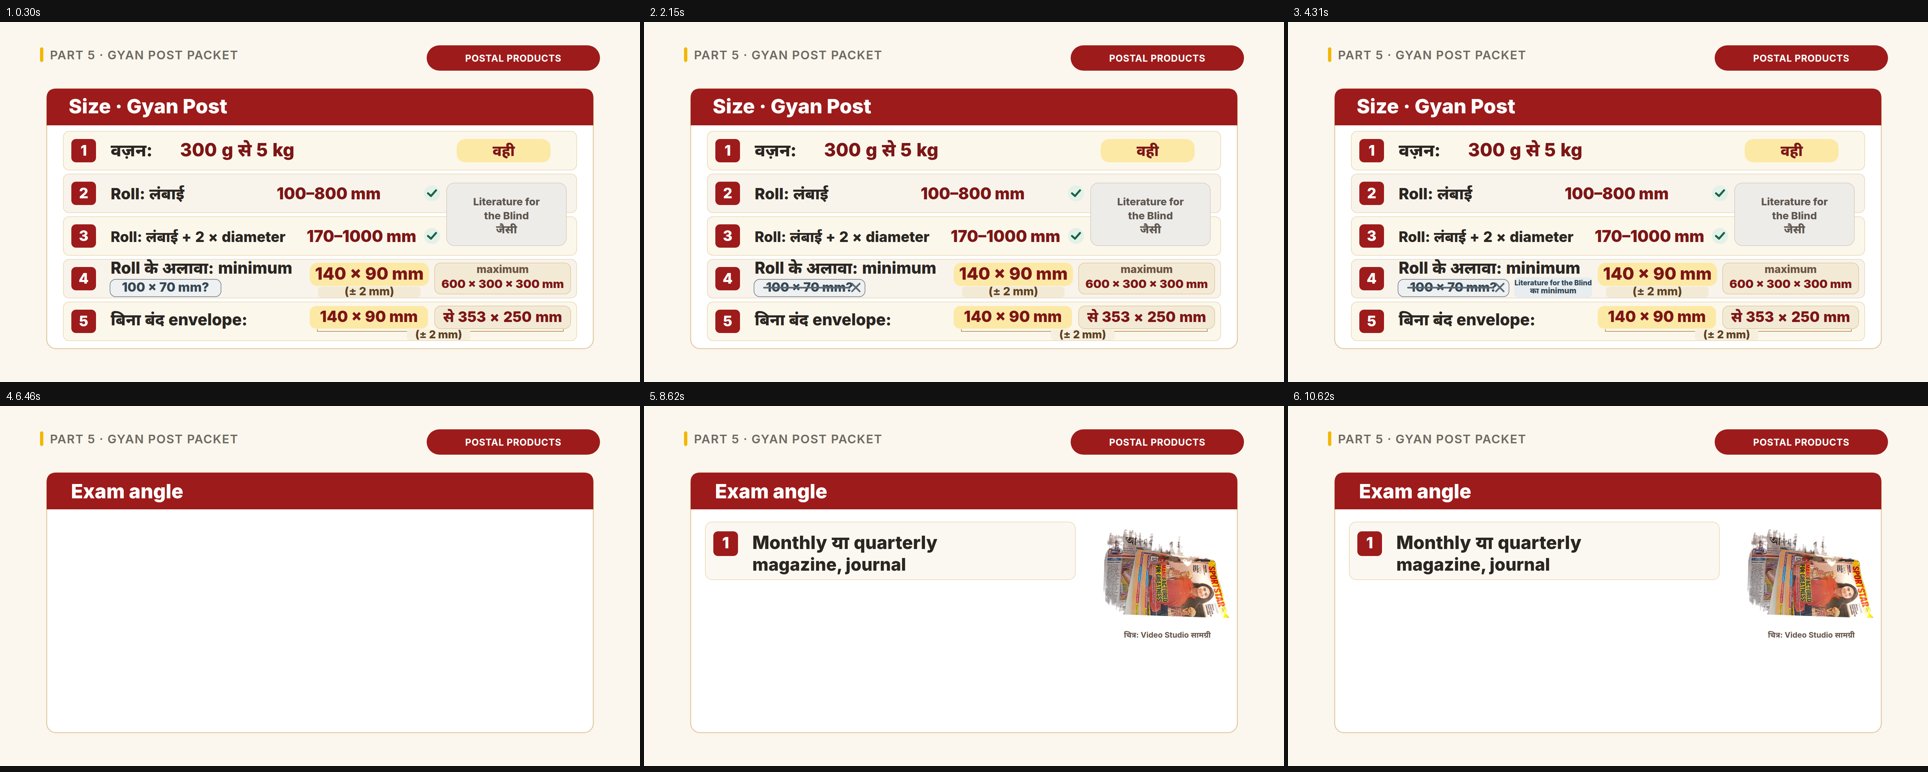 1. 0.30s
PART 5 · GYAN POST PACKET
POSTAL PRODUCTS
Size · Gyan Post
1 वज़न: 300 g से 5 kg वही
2 Roll: लंबाई 100–800 mm
Literature for
the Blind
जैसी
3 Roll: लंबाई + 2 × diameter 170–1000 mm
4 Roll के अलावा: minimum 140 × 90 mm maximum
100 × 70 mm? (± 2 mm) 600 × 300 × 300 mm
5 बिना बंद envelope: 140 × 90 mm से 353 × 250 mm
(± 2 mm)
2. 2.15s
PART 5 · GYAN POST PACKET
POSTAL PRODUCTS
Size · Gyan Post
1 वज़न: 300 g से 5 kg वही
2 Roll: लंबाई 100–800 mm
Literature for
the Blind
जैसी
3 Roll: लंबाई + 2 × diameter 170–1000 mm
4 Roll के अलावा: minimum 140 × 90 mm maximum
100 × 70 mm? (± 2 mm) 600 × 300 × 300 mm
5 बिना बंद envelope: 140 × 90 mm से 353 × 250 mm
(± 2 mm)
3. 4.31s
PART 5 · GYAN POST PACKET
POSTAL PRODUCTS
Size · Gyan Post
1 वज़न: 300 g से 5 kg वही
2 Roll: लंबाई 100–800 mm
Literature for
the Blind
जैसी
3 Roll: लंबाई + 2 × diameter 170–1000 mm
4 Roll के अलावा: minimum 140 × 90 mm maximum
100 × 70 mm? Literature for the Blind
का minimum
(± 2 mm) 600 × 300 × 300 mm
5 बिना बंद envelope: 140 × 90 mm से 353 × 250 mm
(± 2 mm)
4. 6.46s
PART 5 · GYAN POST PACKET
POSTAL PRODUCTS
Exam angle
5. 8.62s
PART 5 · GYAN POST PACKET
POSTAL PRODUCTS
Exam angle
1 Monthly या quarterly
magazine, journal
SPORTSTAR
चित्र: Video Studio सामग्री
6. 10.62s
PART 5 · GYAN POST PACKET
POSTAL PRODUCTS
Exam angle
1 Monthly या quarterly
magazine, journal
SPORTSTAR
चित्र: Video Studio सामग्री